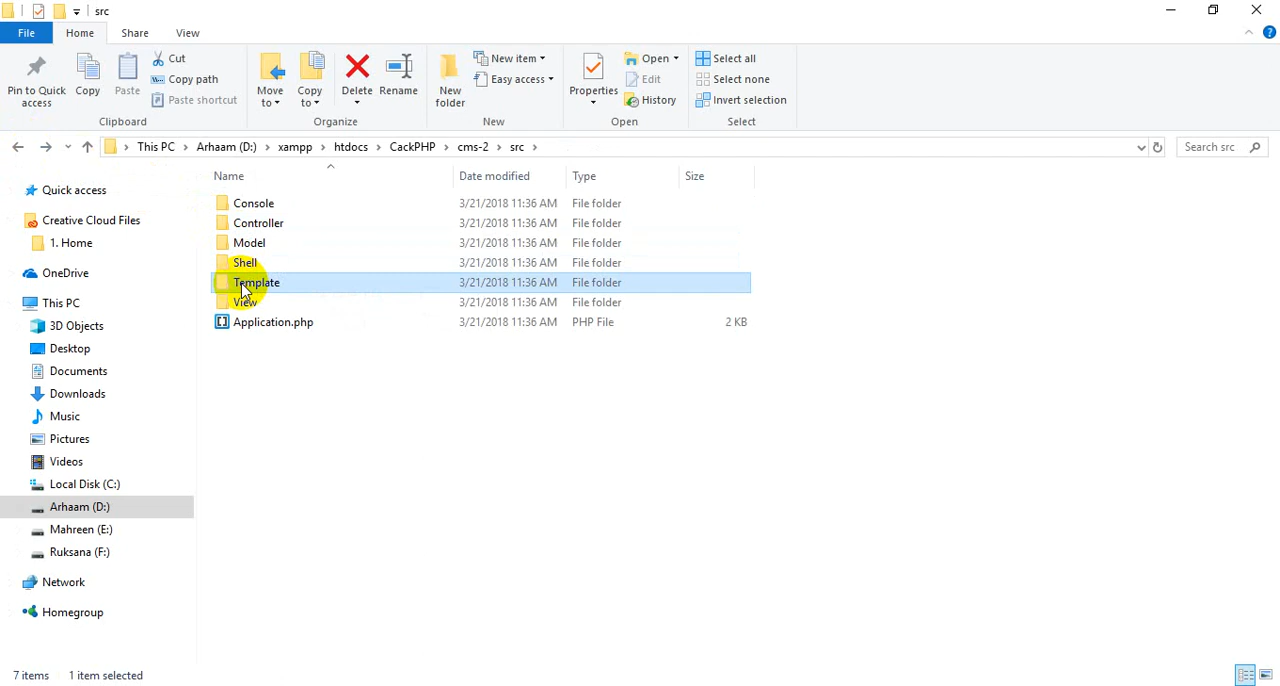 src
File Home Share View
Pin to Quick access
Copy
Paste
Cut
Copy path
Paste shortcut
Clipboard
Move to
Copy to
Delete
Rename
Organize
New folder
New item
Easy access
New
Properties
Open
Edit
History
Open
Select all
Select none
Invert selection
Select
This PC > Arhaam (D:) > xampp > htdocs > CackPHP > cms-2 > src >
Search src
Quick access
Creative Cloud Files
1. Home
OneDrive
This PC
3D Objects
Desktop
Documents
Downloads
Music
Pictures
Videos
Local Disk (C:)
Arhaam (D:)
Mahreen (E:)
Ruksana (F:)
Network
Homegroup
Name Date modified Type Size
Console 3/21/2018 11:36 AM File folder
Controller 3/21/2018 11:36 AM File folder
Model 3/21/2018 11:36 AM File folder
Shell 3/21/2018 11:36 AM File folder
Template 3/21/2018 11:36 AM File folder
View 3/21/2018 11:36 AM File folder
Application.php 3/21/2018 11:36 AM PHP File 2 KB
7 items 1 item selected